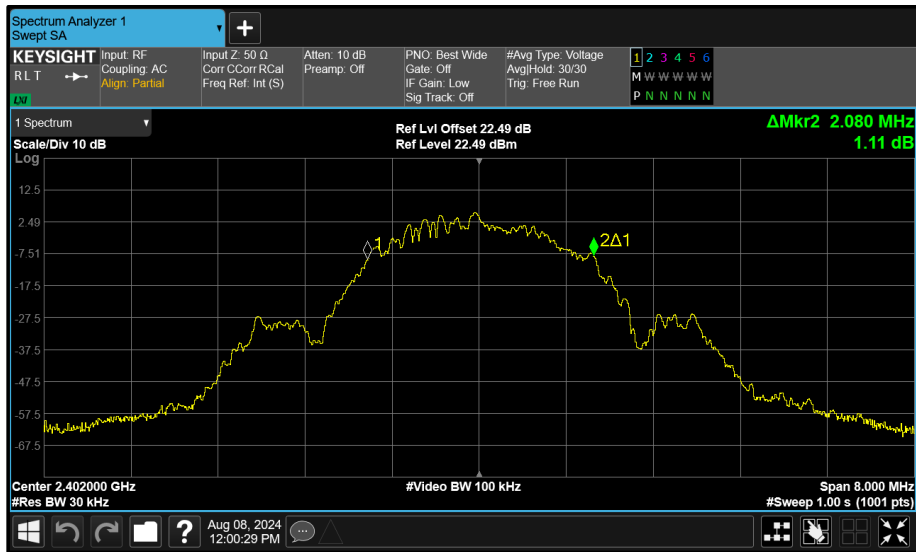 Spectrum Analyzer 1
Swept SA
+
KEYSIGHT
RLT
LXI
Input: RF
Coupling: AC
Align: Partial
Input Z: 50 Ω
Corr CCorr RCal
Freq Ref: Int (S)
Atten: 10 dB
Preamp: Off
PNO: Best Wide
Gate: Off
IF Gain: Low
Sig Track: Off
#Avg Type: Voltage
Avg|Hold: 30/30
Trig: Free Run
1 2 3 4 5 6
M W W W W W
P N N N N N
1 Spectrum
Scale/Div 10 dB
Log
Ref Lvl Offset 22.49 dB
Ref Level 22.49 dBm
ΔMkr2 2.080 MHz
1.11 dB
12.5
2.49
1
2Δ1
-7.51
-17.5
-27.5
-37.5
-47.5
-57.5
-67.5
Center 2.402000 GHz
#Res BW 30 kHz
#Video BW 100 kHz
Span 8.000 MHz
#Sweep 1.00 s (1001 pts)
?
Aug 08, 2024
12:00:29 PM